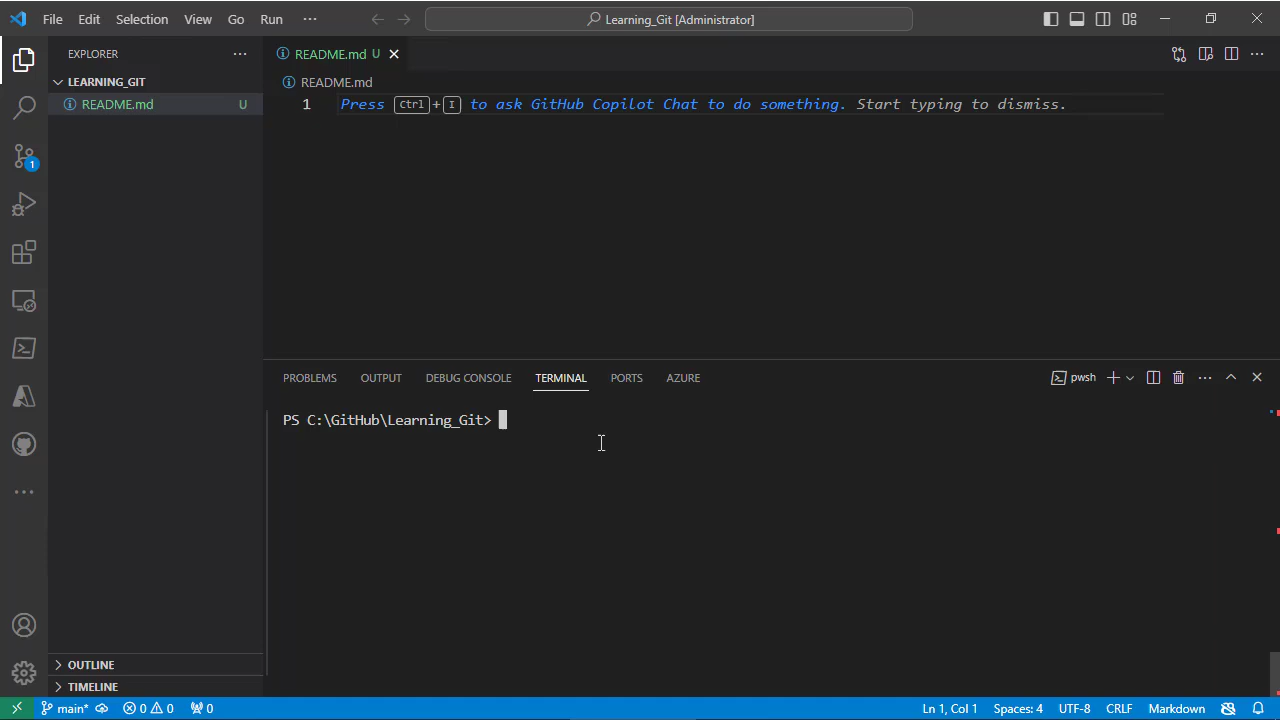 File Edit Selection View Go Run ··· Learning_Git [Administrator]
EXPLORER ···
LEARNING_GIT
README.md U
README.md U
README.md
1 Press Ctrl+I to ask GitHub Copilot Chat to do something. Start typing to dismiss.
1
PROBLEMS OUTPUT DEBUG CONSOLE TERMINAL PORTS AZURE pwsh
PS C:\GitHub\Learning_Git>
OUTLINE
TIMELINE
main* 0 0 0 Ln 1, Col 1 Spaces: 4 UTF-8 CRLF Markdown